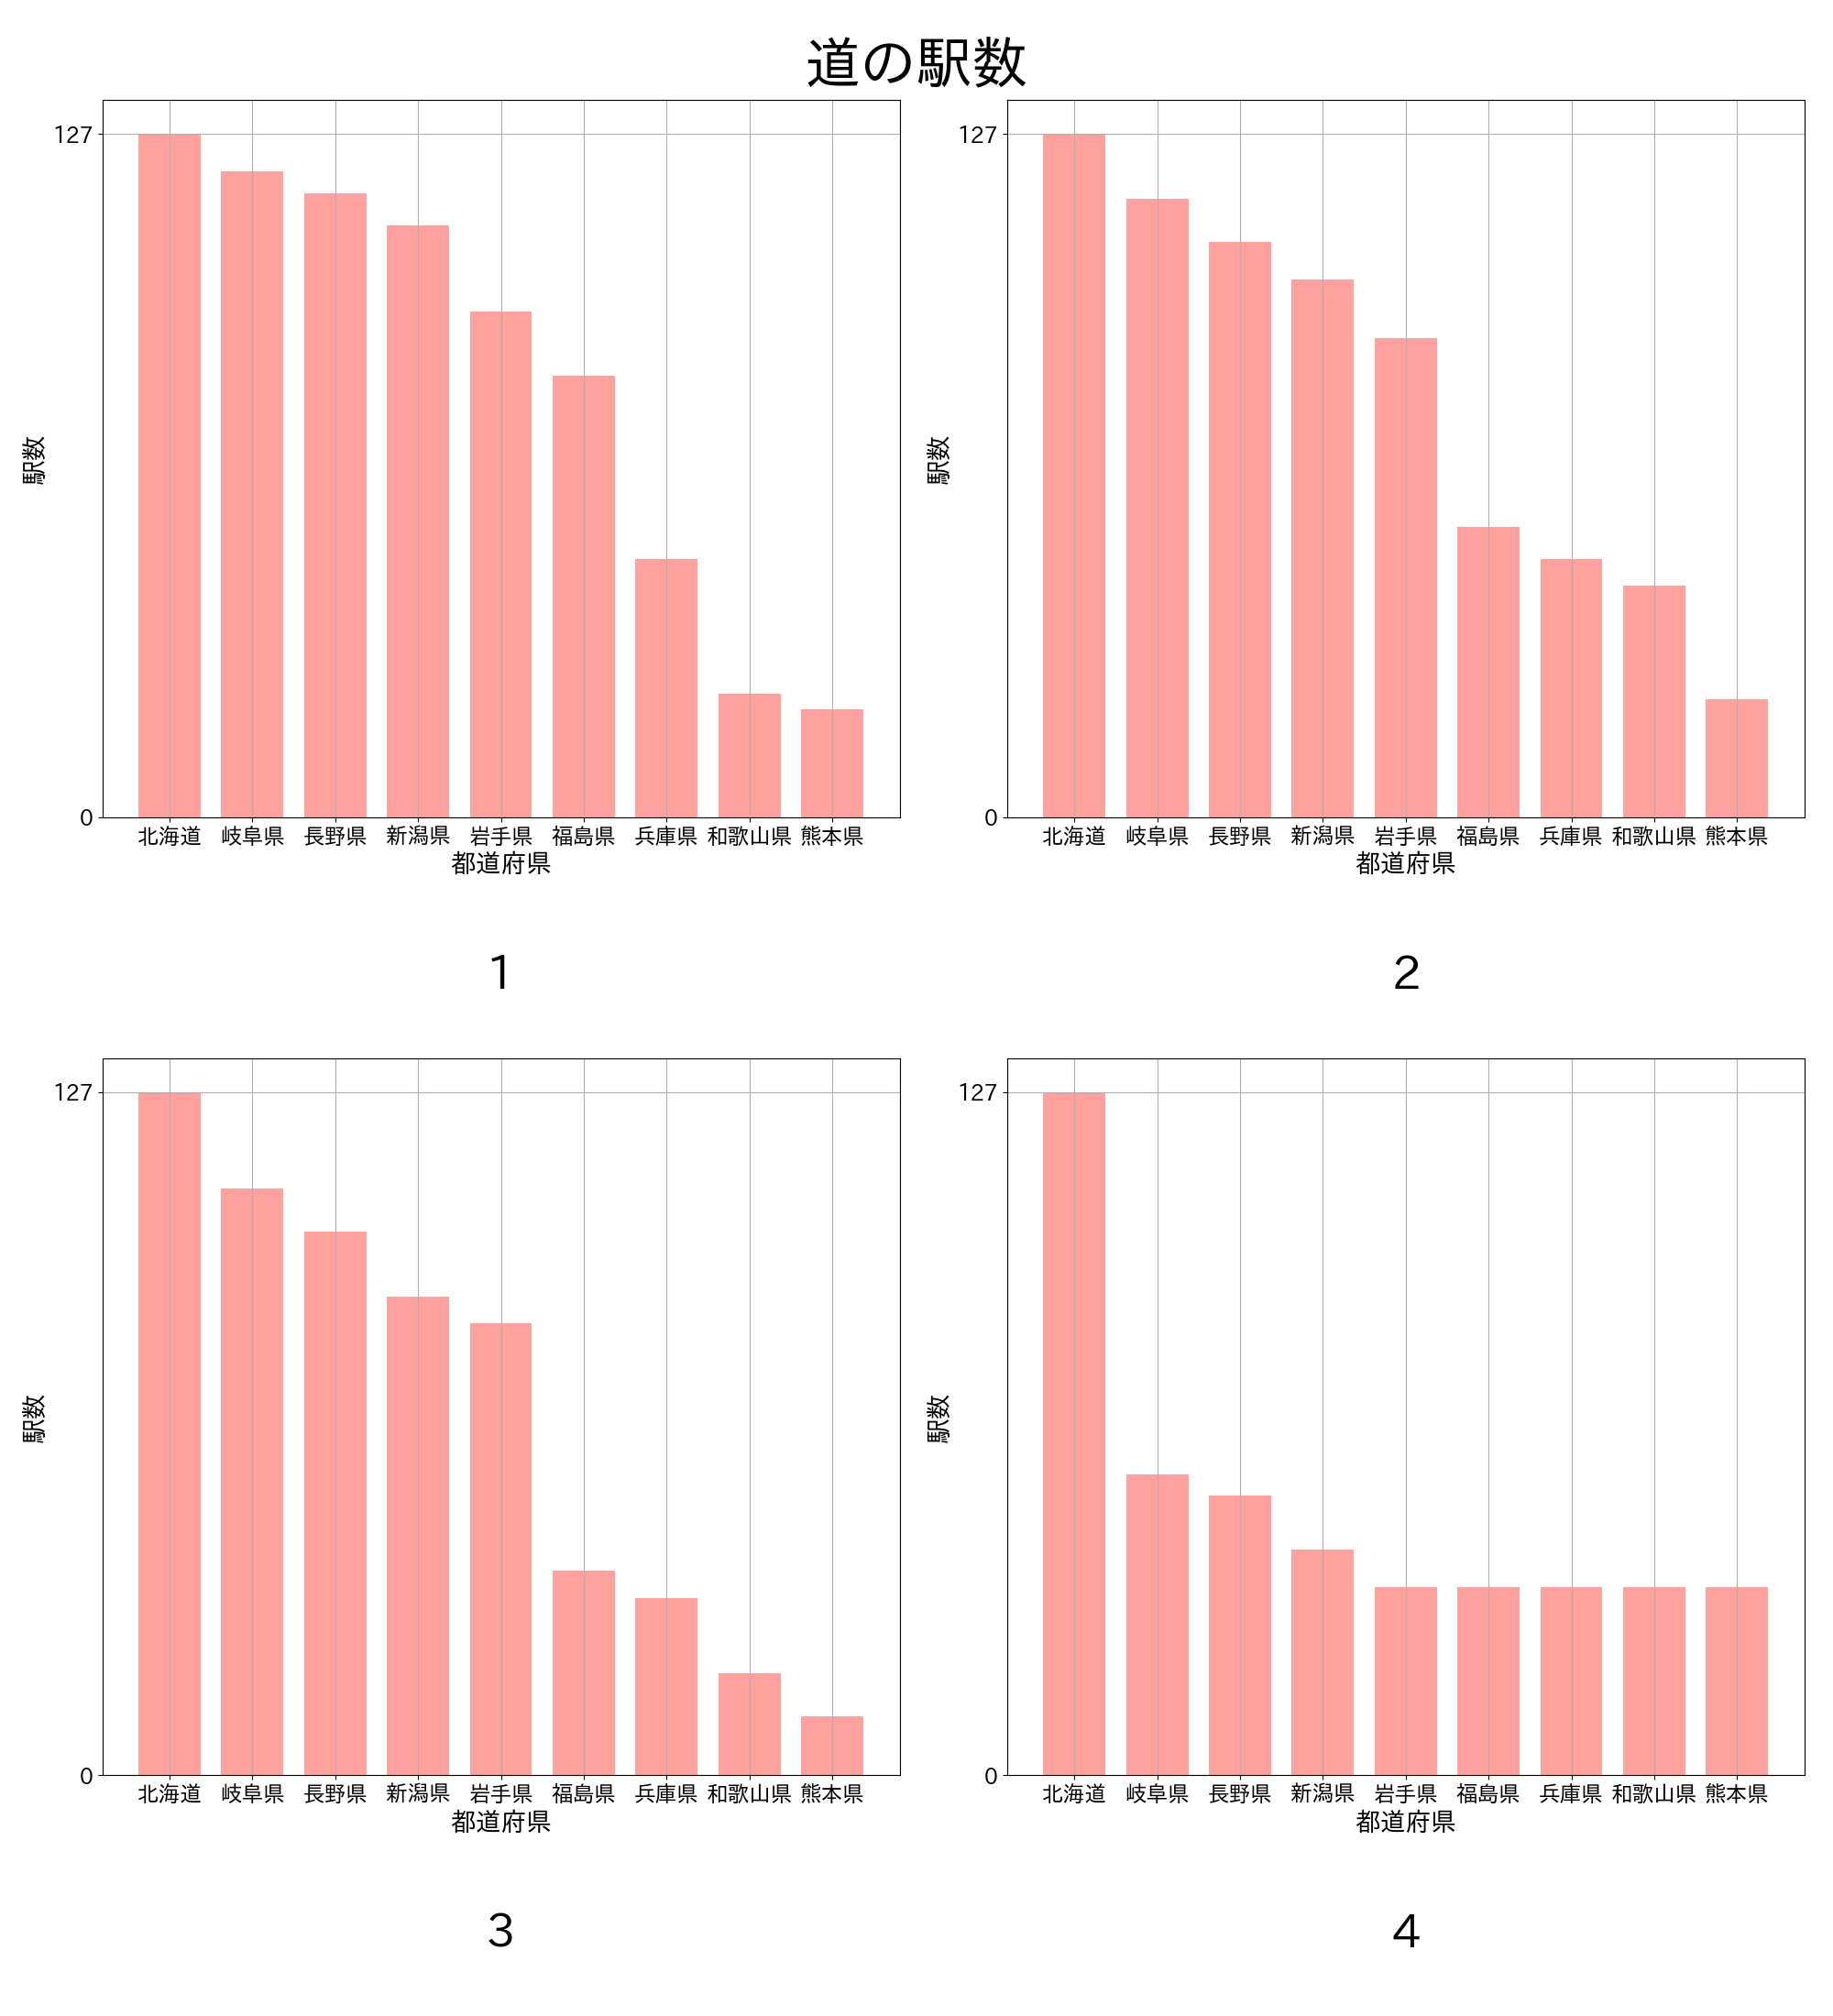 道の駅数
127
0
駅数
北海道 岐阜県 長野県 新潟県 岩手県 福島県 兵庫県 和歌山県 熊本県
都道府県
1
127
0
駅数
北海道 岐阜県 長野県 新潟県 岩手県 福島県 兵庫県 和歌山県 熊本県
都道府県
2
127
0
駅数
北海道 岐阜県 長野県 新潟県 岩手県 福島県 兵庫県 和歌山県 熊本県
都道府県
3
127
0
駅数
北海道 岐阜県 長野県 新潟県 岩手県 福島県 兵庫県 和歌山県 熊本県
都道府県
4